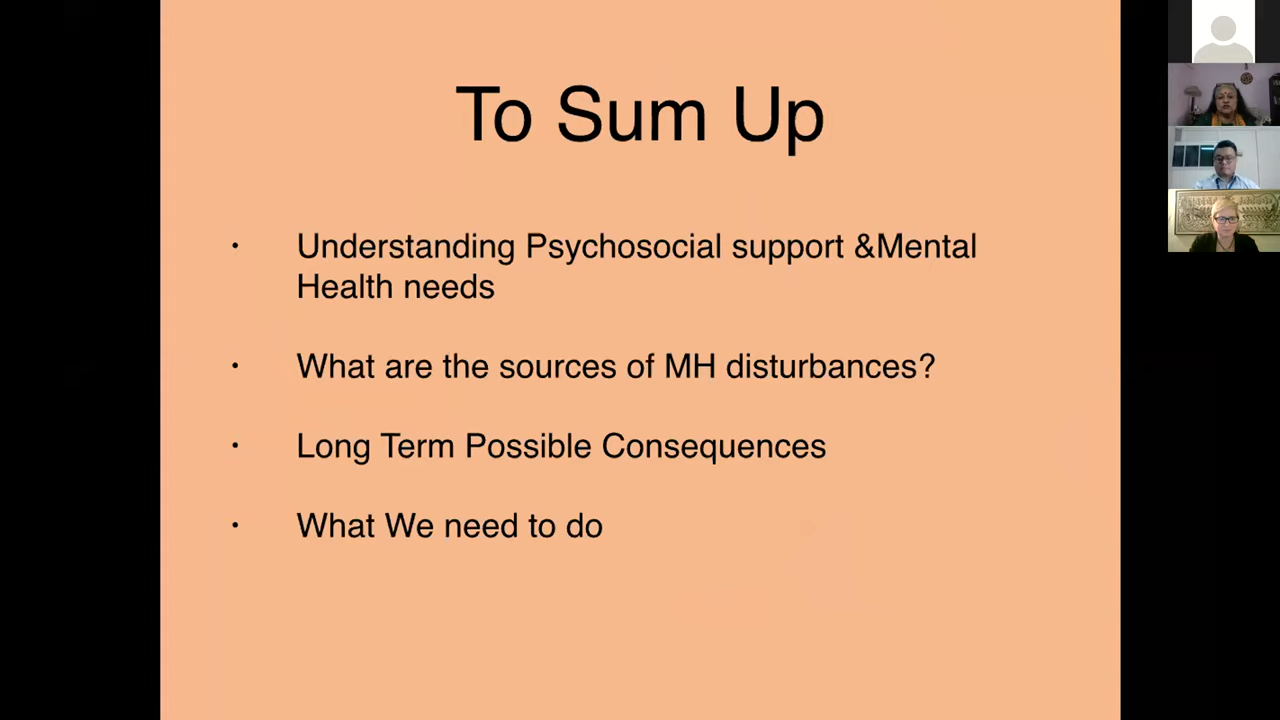 To Sum Up
· Understanding Psychosocial support &Mental
Health needs
· What are the sources of MH disturbances?
· Long Term Possible Consequences
· What We need to do